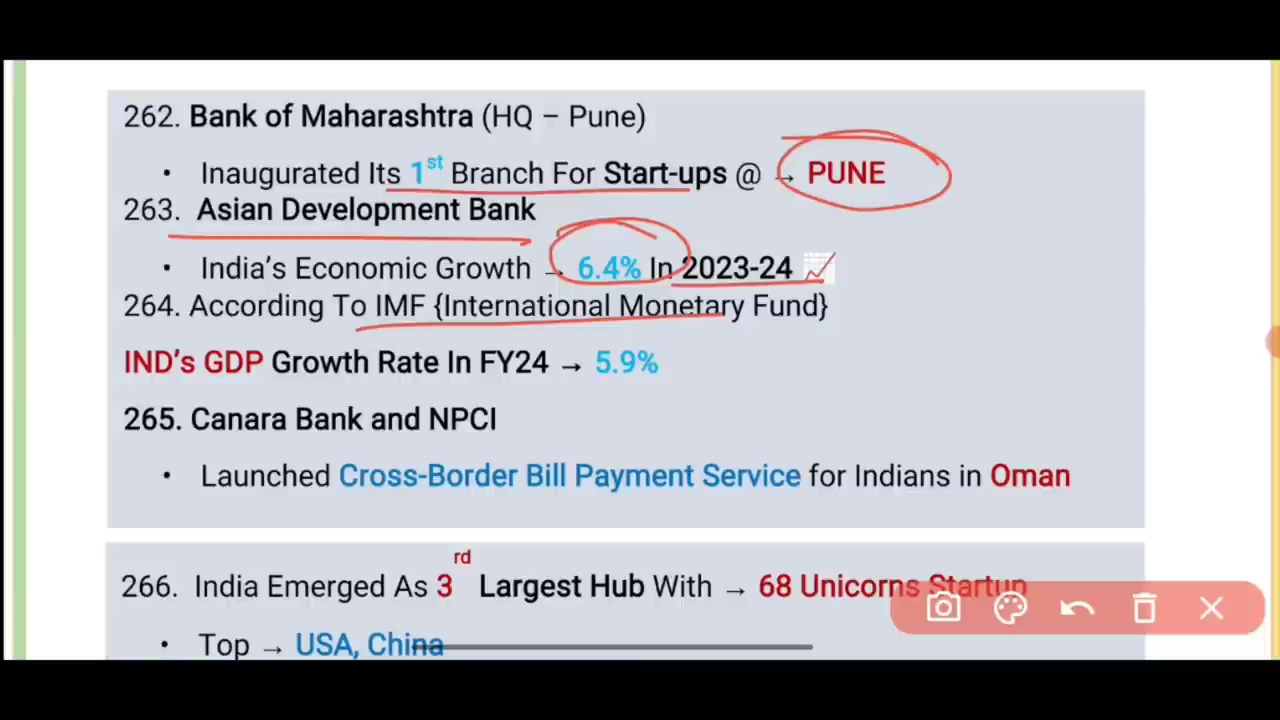 262. Bank of Maharashtra (HQ – Pune)
• Inaugurated Its 1st Branch For Start-ups @ → PUNE
263. Asian Development Bank
• India's Economic Growth → 6.4% In 2023-24
264. According To IMF {International Monetary Fund}
IND's GDP Growth Rate In FY24 → 5.9%
265. Canara Bank and NPCI
• Launched Cross-Border Bill Payment Service for Indians in Oman
266. India Emerged As 3rd Largest Hub With → 68 Unicorns Startup
• Top → USA, China